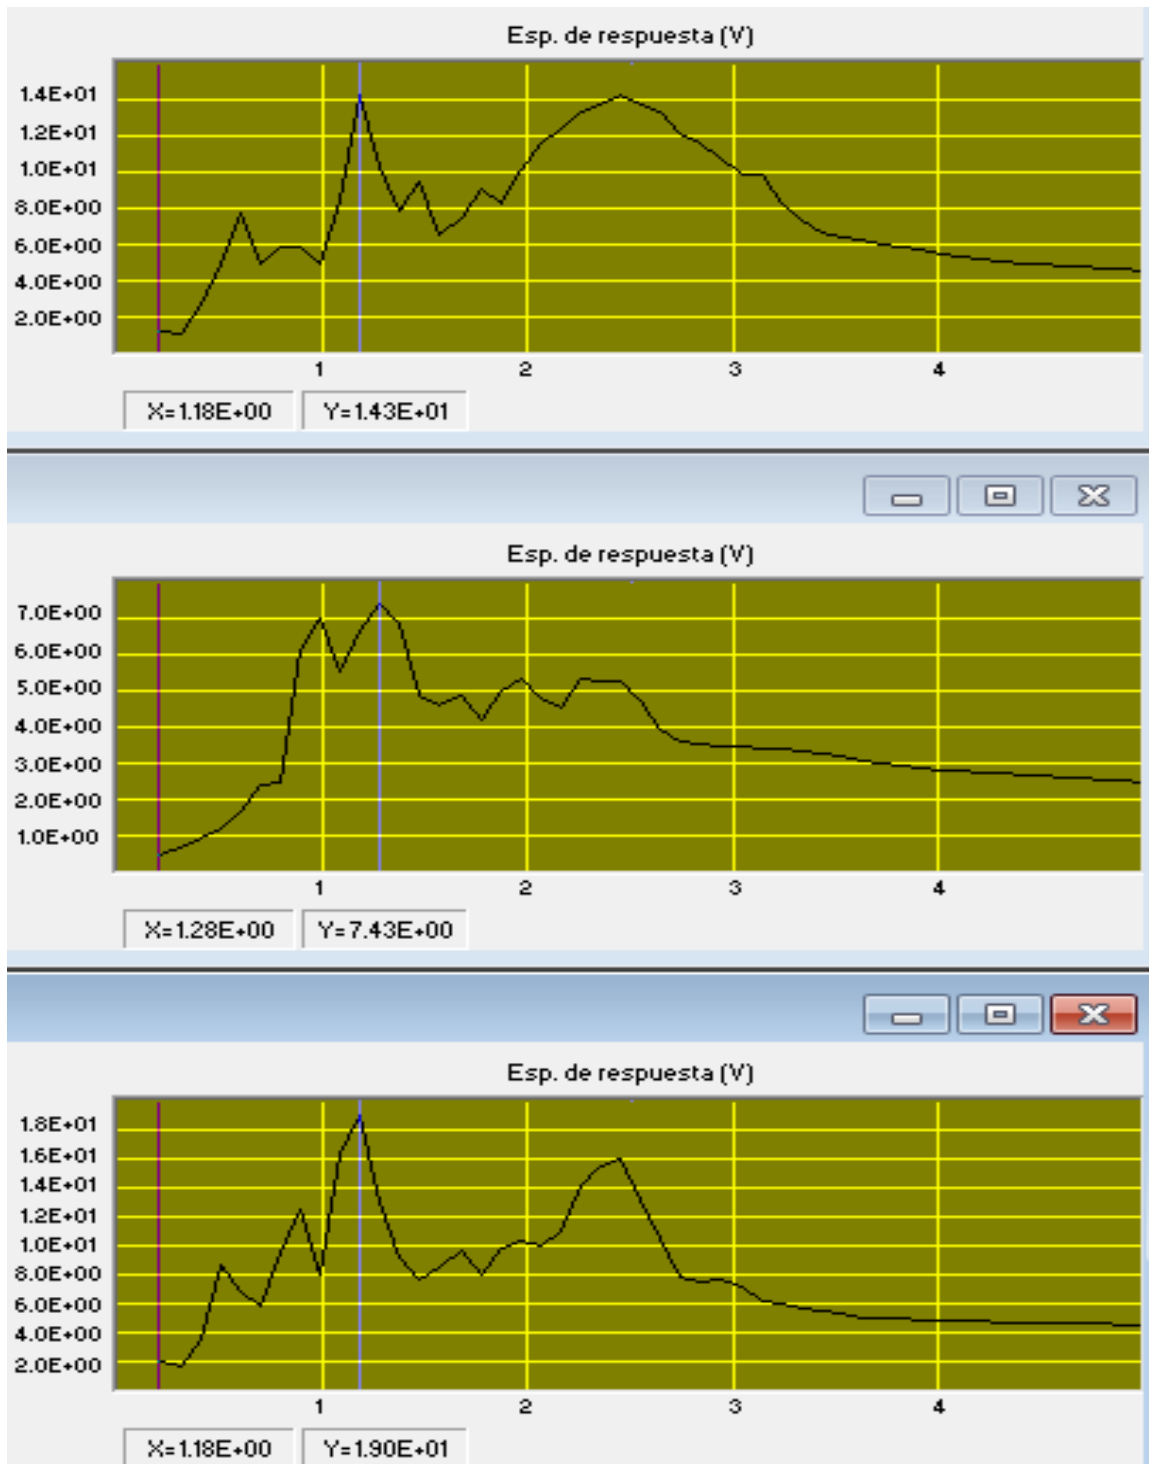 Esp. de respuesta (V)
1.4E+01
1.2E+01
1.0E+01
8.0E+00
6.0E+00
4.0E+00
2.0E+00
1 2 3 4
X=1.18E+00 Y=1.43E+01
Esp. de respuesta (V)
7.0E+00
6.0E+00
5.0E+00
4.0E+00
3.0E+00
2.0E+00
1.0E+00
1 2 3 4
X=1.28E+00 Y=7.43E+00
Esp. de respuesta (V)
1.8E+01
1.6E+01
1.4E+01
1.2E+01
1.0E+01
8.0E+00
6.0E+00
4.0E+00
2.0E+00
1 2 3 4
X=1.18E+00 Y=1.90E+01